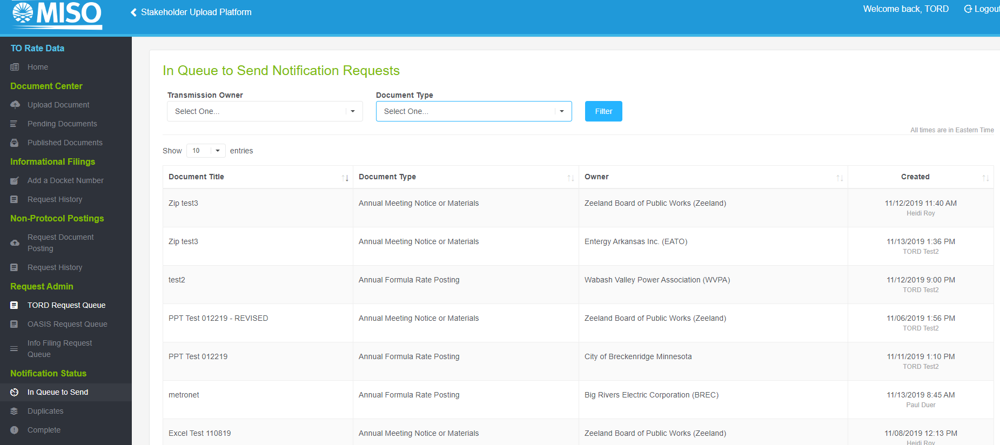 MISO
Stakeholder Upload Platform
Welcome back, TORD
Logout
TO Rate Data
Home
Document Center
Upload Document
Pending Documents
Published Documents
Informational Filings
Add a Docket Number
Request History
Non-Protocol Postings
Request Document
Posting
Request History
Request Admin
TORD Request Queue
OASIS Request Queue
Info Filing Request
Queue
Notification Status
In Queue to Send
Duplicates
Complete
In Queue to Send Notification Requests
Transmission Owner Document Type
Select One... Select One... Filter
All times are in Eastern Time
Show 10 entries
Document Title Document Type Owner Created
Zip test3 Annual Meeting Notice or Materials Zeeland Board of Public Works (Zeeland) 11/12/2019 11:40 AM
Heidi Roy
Zip test3 Annual Meeting Notice or Materials Entergy Arkansas Inc. (EATO) 11/13/2019 1:36 PM
TORD Test2
test2 Annual Formula Rate Posting Wabash Valley Power Association (WVPA) 11/12/2019 9:00 PM
TORD Test2
PPT Test 012219 - REVISED Annual Meeting Notice or Materials Zeeland Board of Public Works (Zeeland) 11/06/2019 1:56 PM
TORD Test2
PPT Test 012219 Annual Formula Rate Posting City of Breckenridge Minnesota 11/11/2019 1:10 PM
TORD Test2
metronet Annual Formula Rate Posting Big Rivers Electric Corporation (BREC) 11/13/2019 8:45 AM
Paul Duer
Excel Test 110819 Annual Meeting Notice or Materials Zeeland Board of Public Works (Zeeland) 11/08/2019 12:13 PM
Heidi Roy